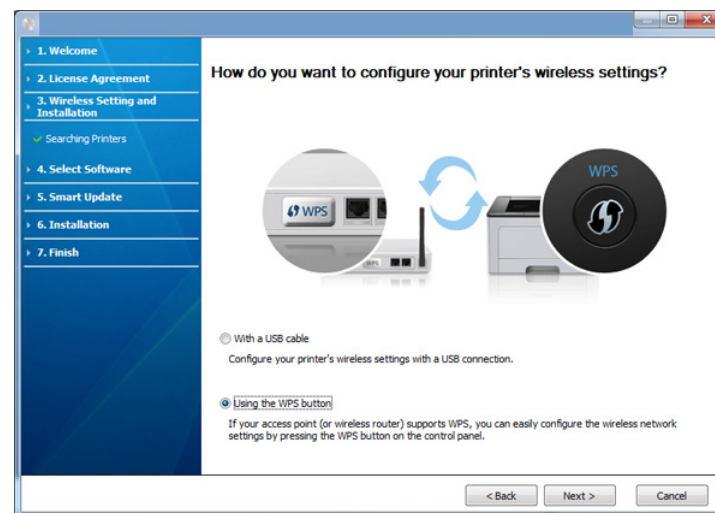 1. Welcome
2. License Agreement
3. Wireless Setting and
Installation
Searching Printers
4. Select Software
5. Smart Update
6. Installation
7. Finish
How do you want to configure your printer's wireless settings?
WPS
WPS
WPS
With a USB cable
Configure your printer's wireless settings with a USB connection.
Using the WPS button
If your access point (or wireless router) supports WPS, you can easily configure the wireless network
settings by pressing the WPS button on the control panel.
< Back
Next >
Cancel